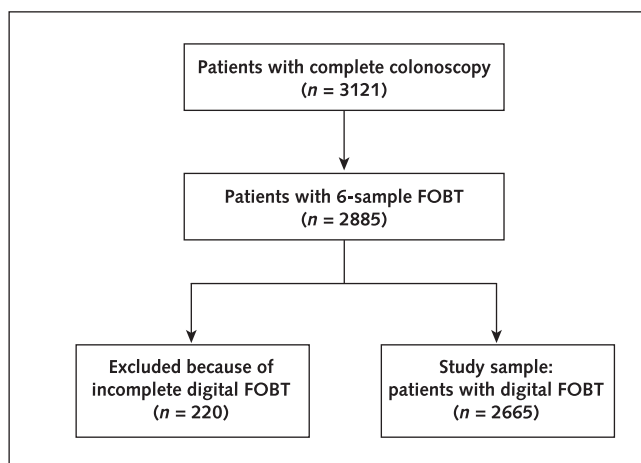 Patients with complete colonoscopy
(n = 3121)
Patients with 6-sample FOBT
(n = 2885)
Excluded because of
incomplete digital FOBT
(n = 220)
Study sample:
patients with digital FOBT
(n = 2665)